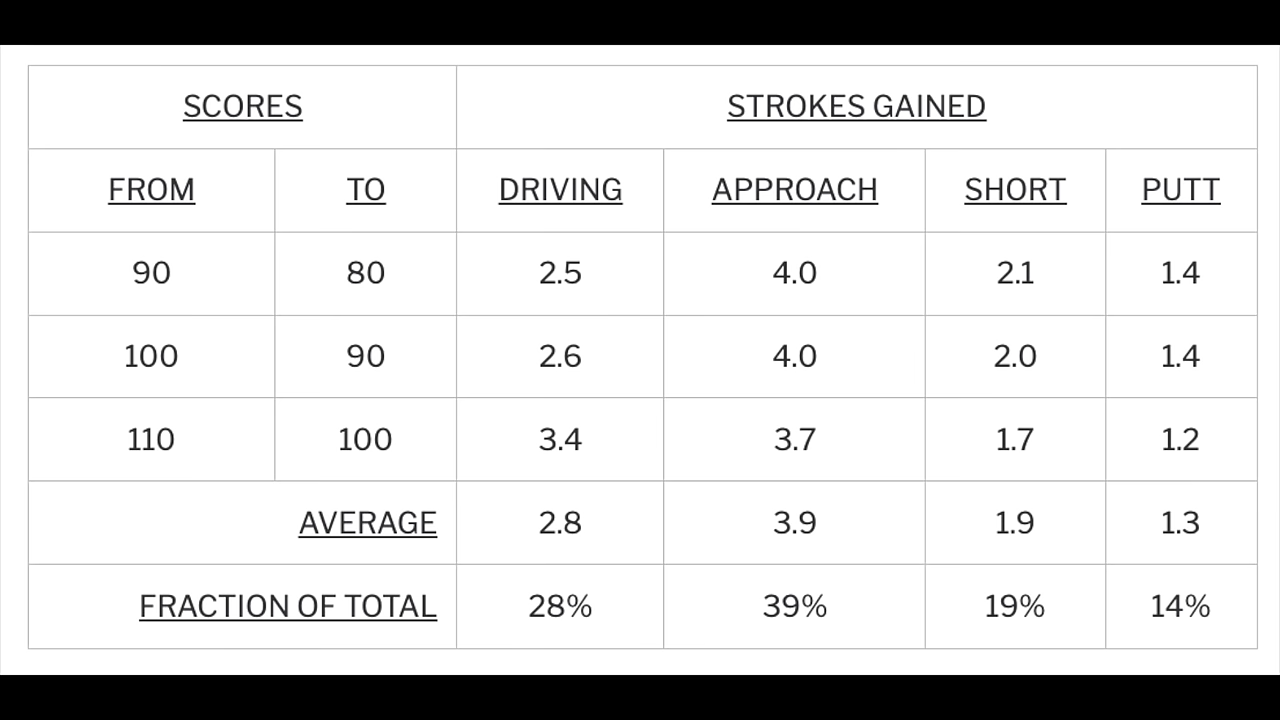 SCORES STROKES GAINED
FROM TO DRIVING APPROACH SHORT PUTT
90 80 2.5 4.0 2.1 1.4
100 90 2.6 4.0 2.0 1.4
110 100 3.4 3.7 1.7 1.2
AVERAGE 2.8 3.9 1.9 1.3
FRACTION OF TOTAL 28% 39% 19% 14%